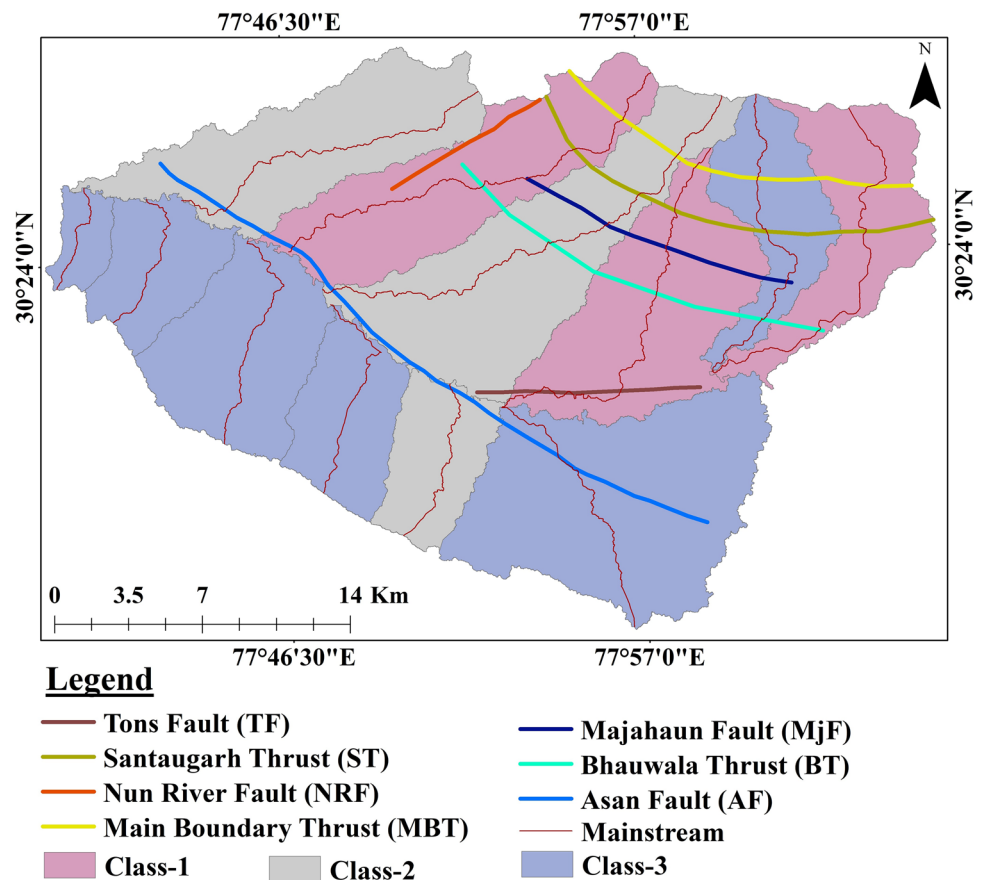 77°46'30"E 77°57'0"E
N
30°24'0"N
30°24'0"N
0 3.5 7 14 Km
77°46'30"E 77°57'0"E
Legend
Tons Fault (TF)
Santaugarh Thrust (ST)
Nun River Fault (NRF)
Main Boundary Thrust (MBT)
Majahaun Fault (MjF)
Bhauwala Thrust (BT)
Asan Fault (AF)
Mainstream
Class-1 Class-2 Class-3